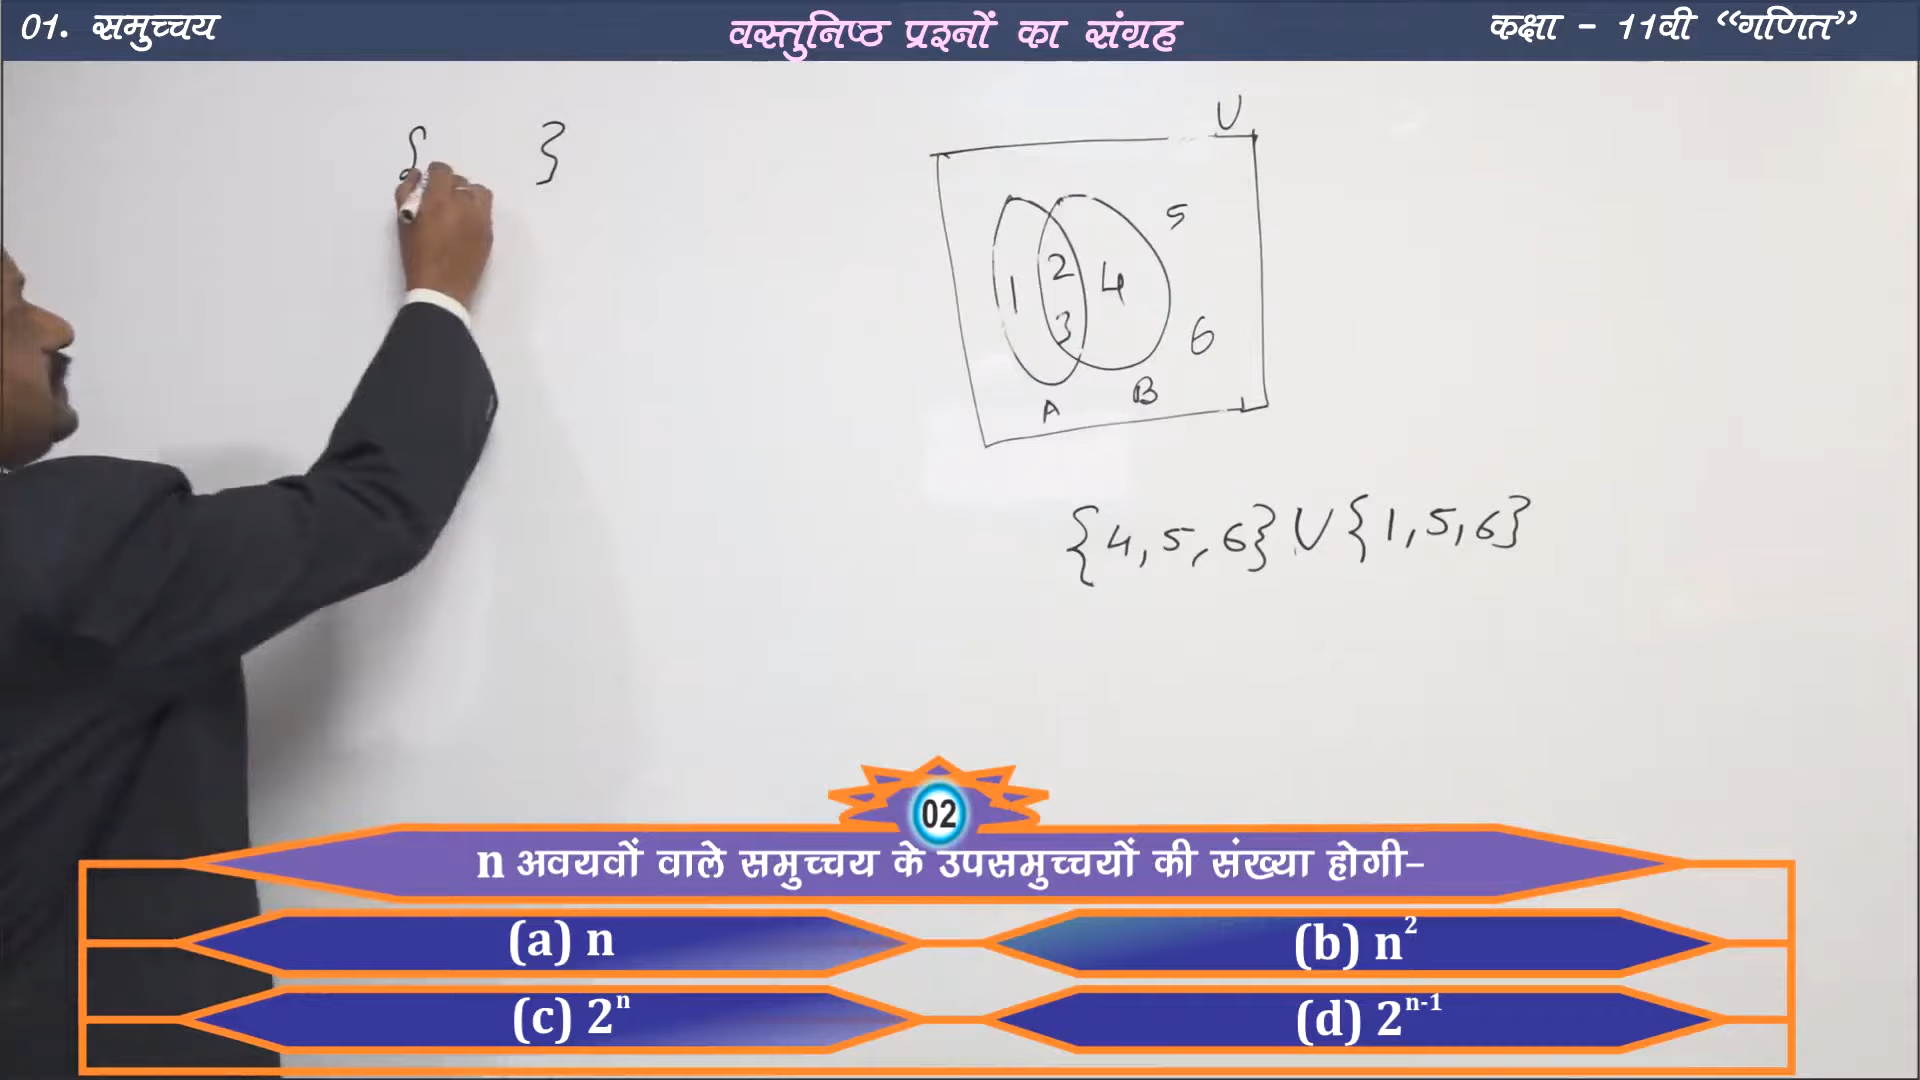 01. समुच्चय
वस्तुनिष्ठ प्रश्नों का संग्रह
कक्षा - 11वी “गणित”
{ }
U
1 2 3 4 5 6
A B
{4,5,6}∪{1,5,6}
02
n अवयवों वाले समुच्चय के उपसमुच्चयों की संख्या होगी–
(a) n
(b) n²
(c) 2ⁿ
(d) 2ⁿ⁻¹